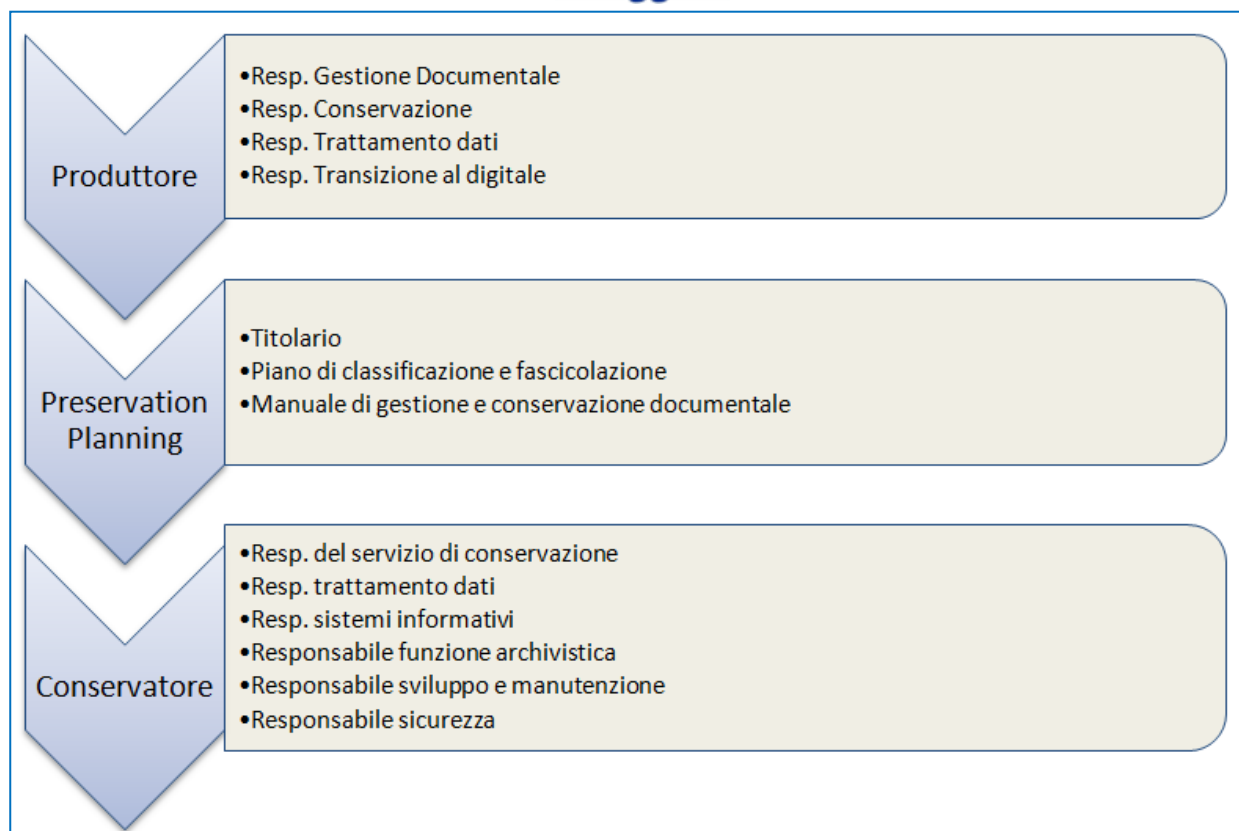 Produttore
•Resp. Gestione Documentale
•Resp. Conservazione
•Resp. Trattamento dati
•Resp. Transizione al digitale
Preservation
Planning
•Titolario
•Piano di classificazione e fascicolazione
•Manuale di gestione e conservazione documentale
Conservatore
•Resp. del servizio di conservazione
•Resp. trattamento dati
•Resp. sistemi informativi
•Responsabile funzione archivistica
•Responsabile sviluppo e manutenzione
•Responsabile sicurezza